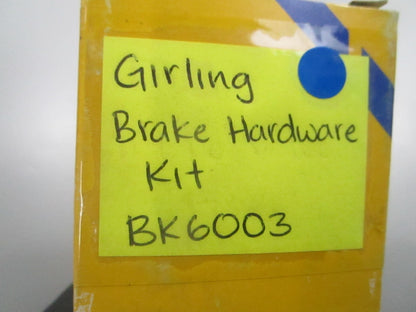 Girling
Brake Hardware
Kit
BK6003